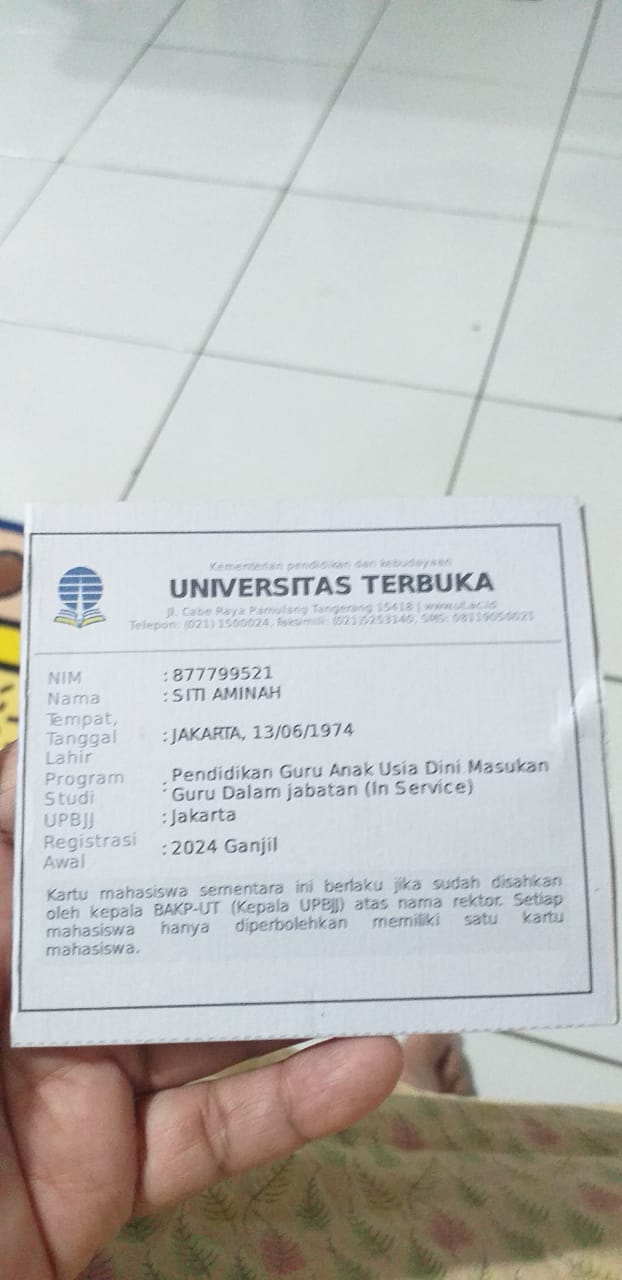 Kementerian pendidikan dan kebudayaan
UNIVERSITAS TERBUKA
Jl. Cabe Raya Pamulang Tangerang 15418 | www.ut.ac.id
Telepon: (021) 1500024, faksimili: SMS:
NIM : 877799521
Nama : SITI AMINAH
Tempat,
Tanggal : JAKARTA, 13/06/1974
Lahir
Program : Pendidikan Guru Anak Usia Dini Masukan
Studi Guru Dalam jabatan (In Service)
UPBJJ : Jakarta
Registrasi : 2024 Ganjil
Awal
Kartu mahasiswa sementara ini berlaku jika sudah disahkan
oleh kepala BAKP-UT (Kepala UPBJJ) atas nama rektor. Setiap
mahasiswa hanya diperbolehkan memiliki satu kartu
mahasiswa.